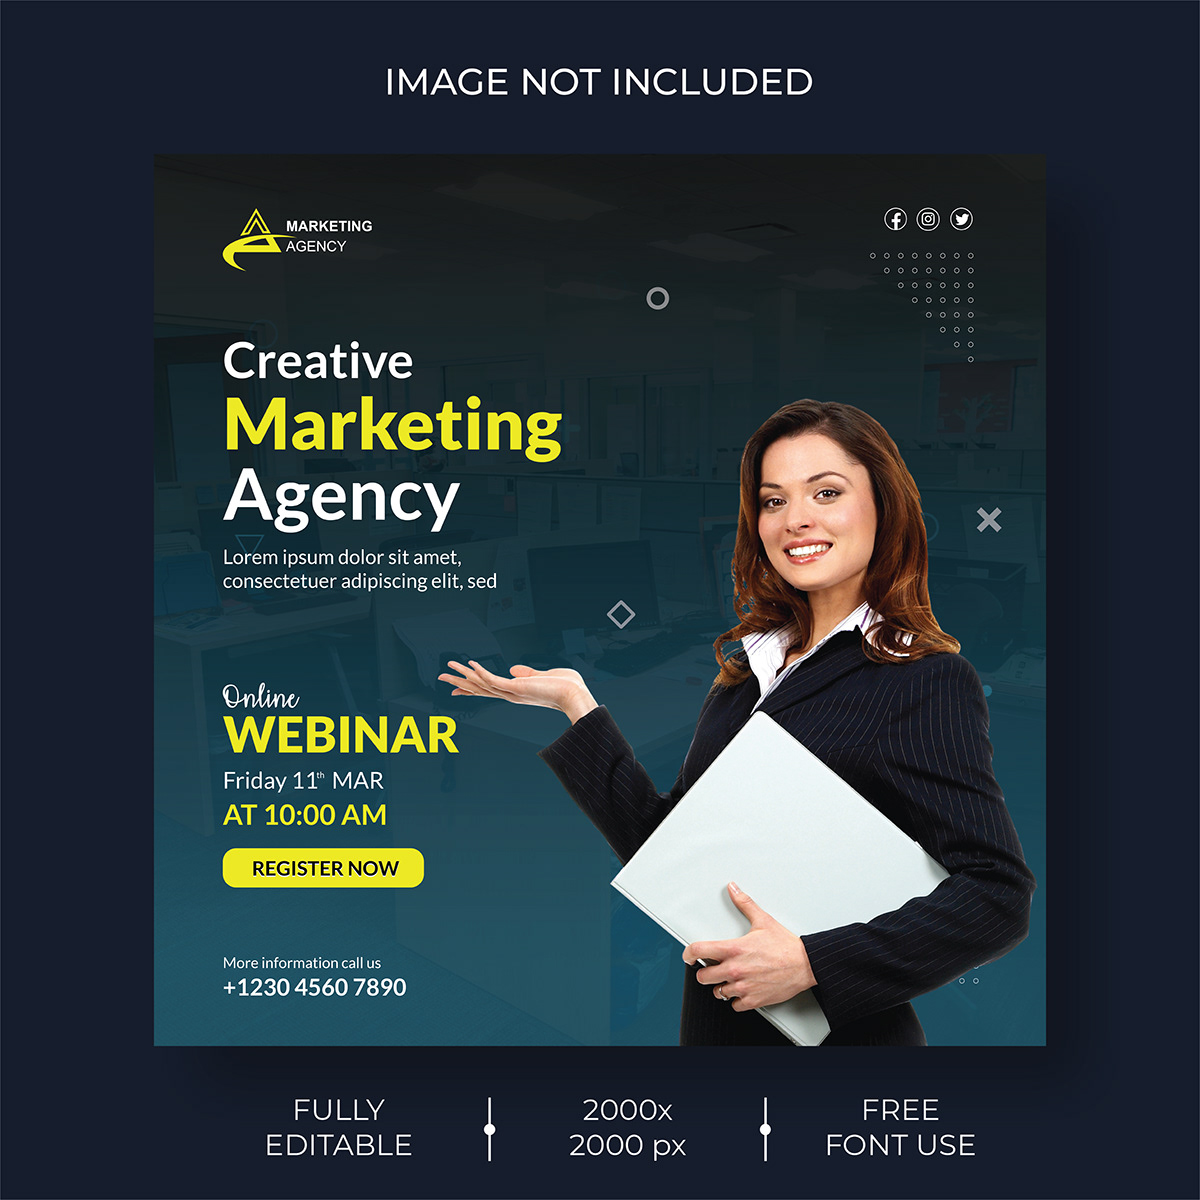 IMAGE NOT INCLUDED
MARKETING
AGENCY
Creative
Marketing
Agency
Lorem ipsum dolor sit amet,
consectetuer adipiscing elit, sed
Online
WEBINAR
Friday 11th MAR
AT 10:00 AM
REGISTER NOW
More information call us
+1230 4560 7890
FULLY
EDITABLE
2000x
2000 px
FREE
FONT USE